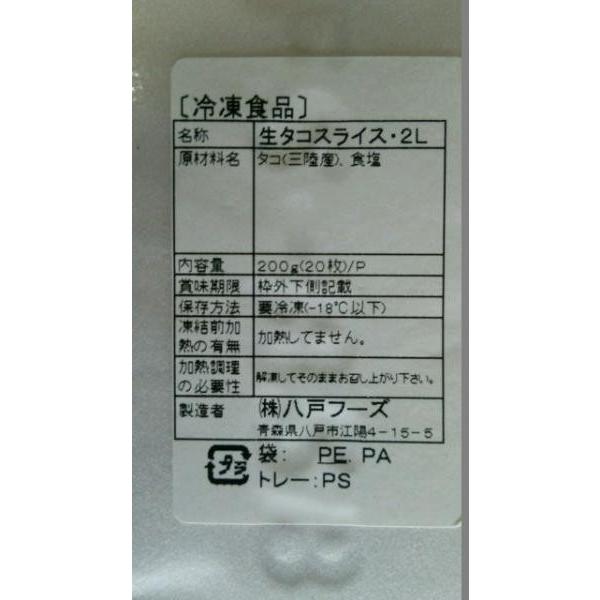 ［冷凍食品］
名称 生タコスライス・２Ｌ
原材料名 タコ(三陸産)、食塩
内容量 200g(20枚)/P
賞味期限 枠外下側記載
保存方法 要冷凍(-18℃以下)
凍結前加熱の有無 加熱してません。
加熱調理の必要性 解凍してそのままお召し上がり下さい。
製造者 (株)八戸フーズ
青森県八戸市江陽4-15-5
プラ 袋: PE. PA
トレー:PS